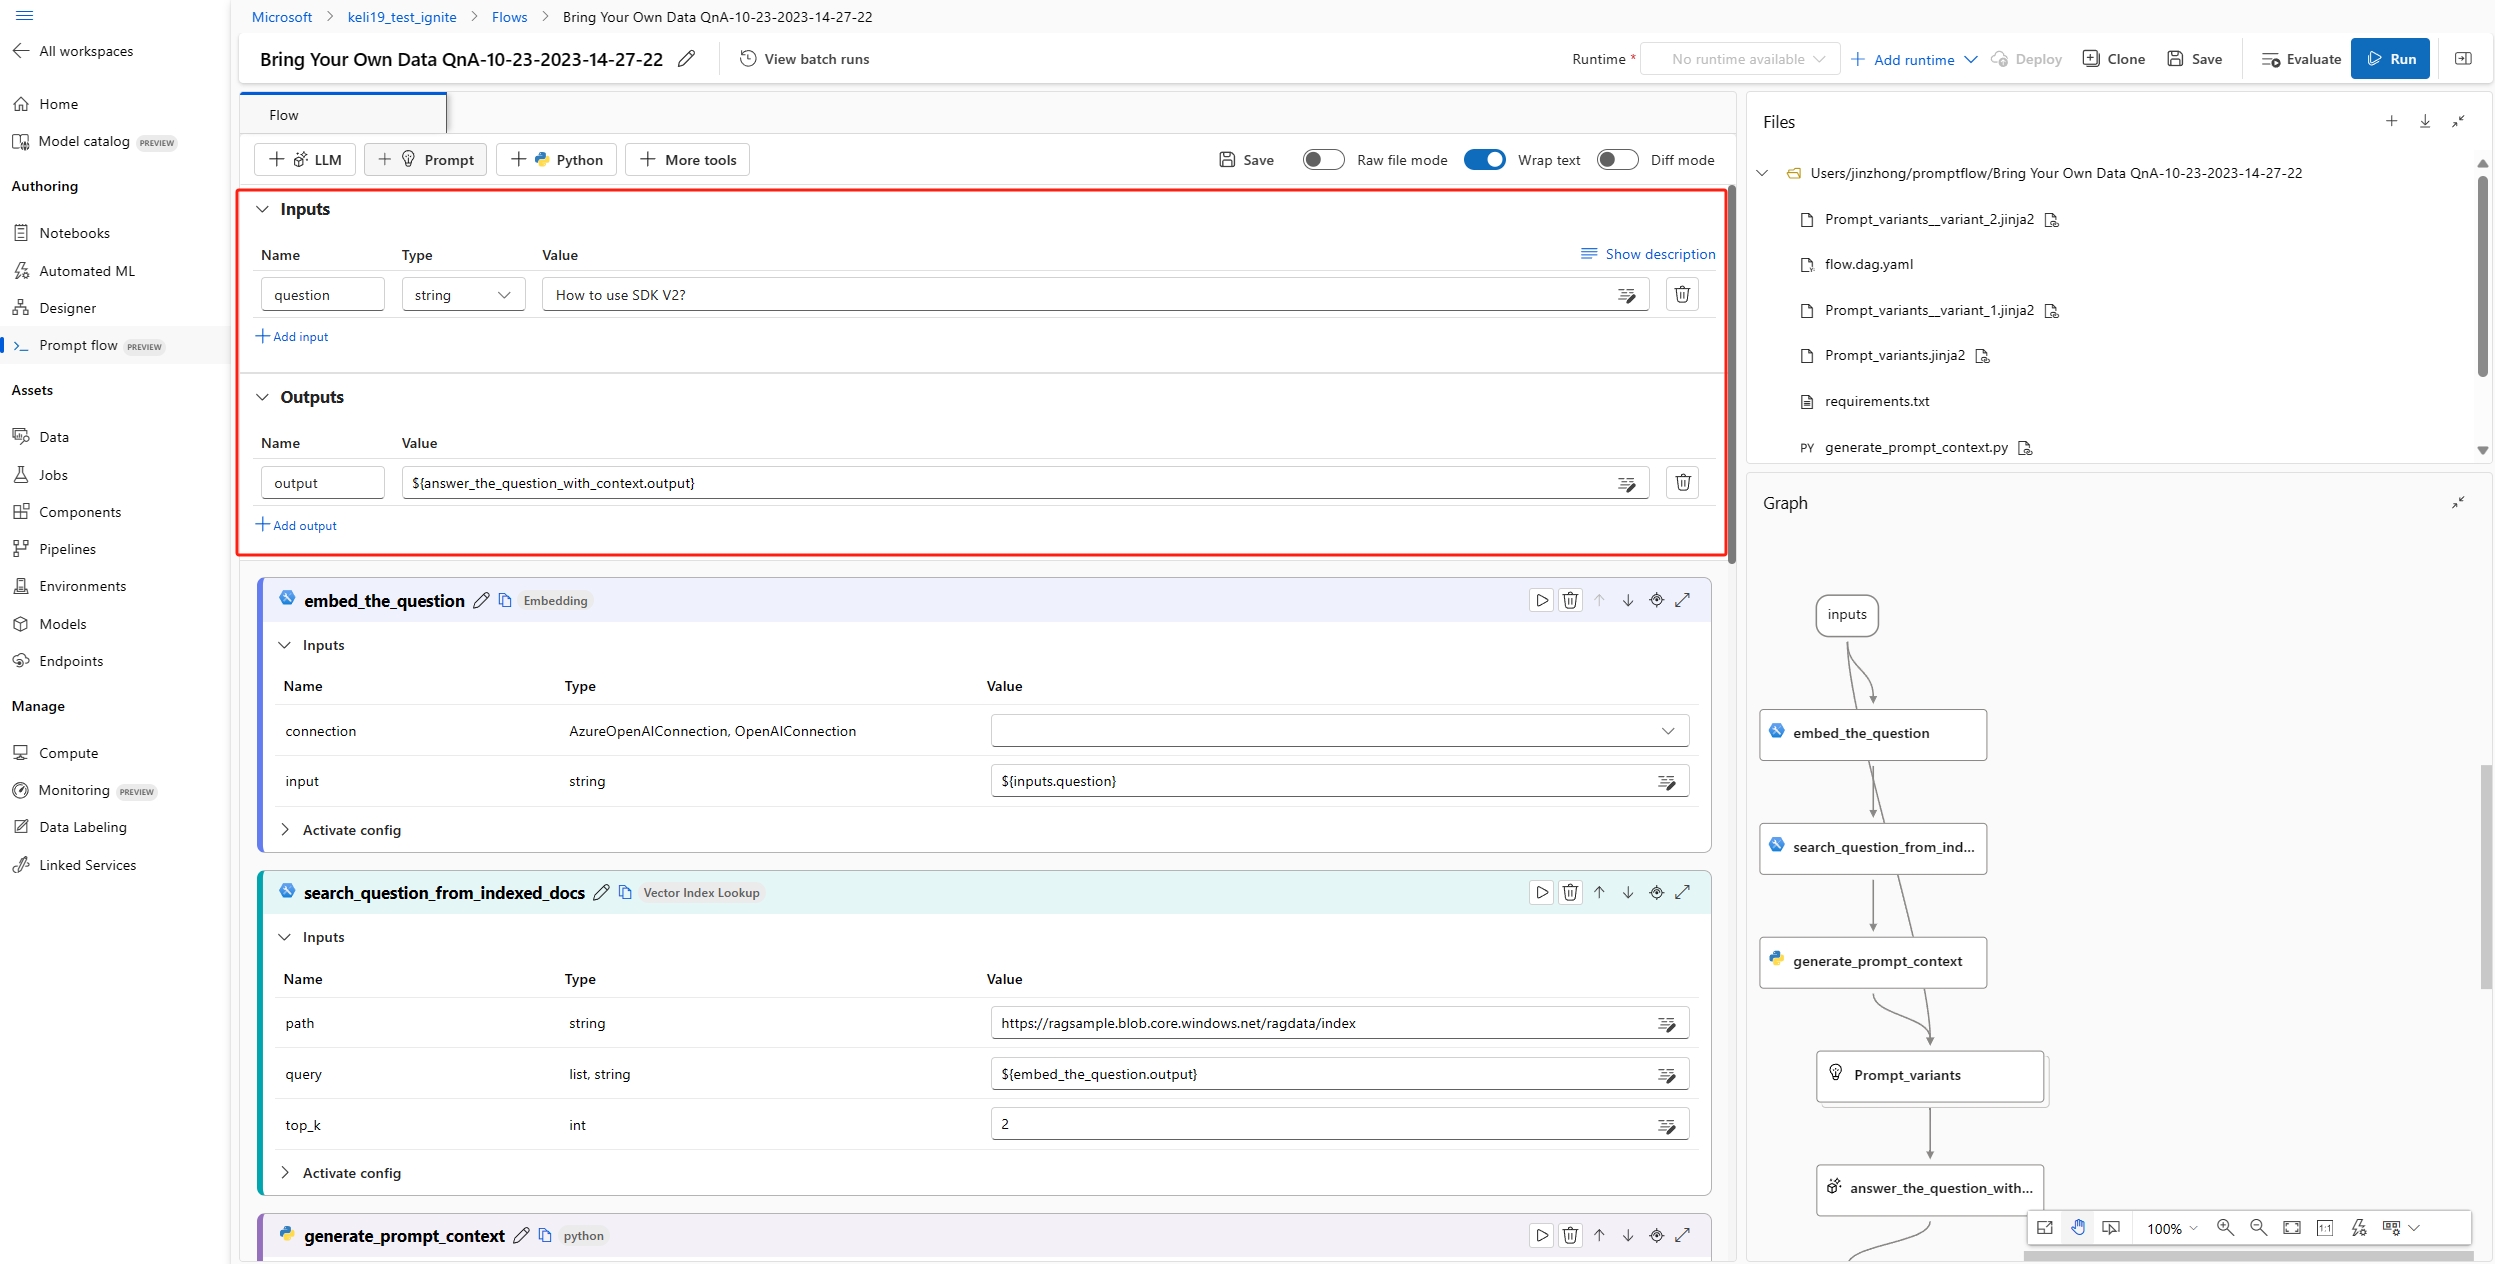 Microsoft > keli19_test_ignite > Flows > Bring Your Own Data QnA-10-23-2023-14-27-22
All workspaces
Home
Model catalog PREVIEW
Authoring
Notebooks
Automated ML
Designer
Prompt flow PREVIEW
Assets
Data
Jobs
Components
Pipelines
Environments
Models
Endpoints
Manage
Compute
Monitoring PREVIEW
Data Labeling
Linked Services
Bring Your Own Data QnA-10-23-2023-14-27-22
View batch runs
Runtime * No runtime available
Add runtime
Deploy
Clone
Save
Evaluate
Run
Flow
+ LLM
+ Prompt
+ Python
+ More tools
Save
Raw file mode
Wrap text
Diff mode
Inputs
Name Type Value Show description
question string How to use SDK V2?
+ Add input
Outputs
Name Value
output ${answer_the_question_with_context.output}
+ Add output
embed_the_question Embedding
Inputs
Name Type Value
connection AzureOpenAIConnection, OpenAIConnection
input string ${inputs.question}
Activate config
search_question_from_indexed_docs Vector Index Lookup
Inputs
Name Type Value
path string https://ragsample.blob.core.windows.net/ragdata/index
query list, string ${embed_the_question.output}
top_k int 2
Activate config
generate_prompt_context python
Files
Users/jinzhong/promptflow/Bring Your Own Data QnA-10-23-2023-14-27-22
Prompt_variants__variant_2.jinja2
flow.dag.yaml
Prompt_variants__variant_1.jinja2
Prompt_variants.jinja2
requirements.txt
PY generate_prompt_context.py
Graph
inputs
embed_the_question
search_question_from_ind...
generate_prompt_context
Prompt_variants
answer_the_question_with...
100%
1:1